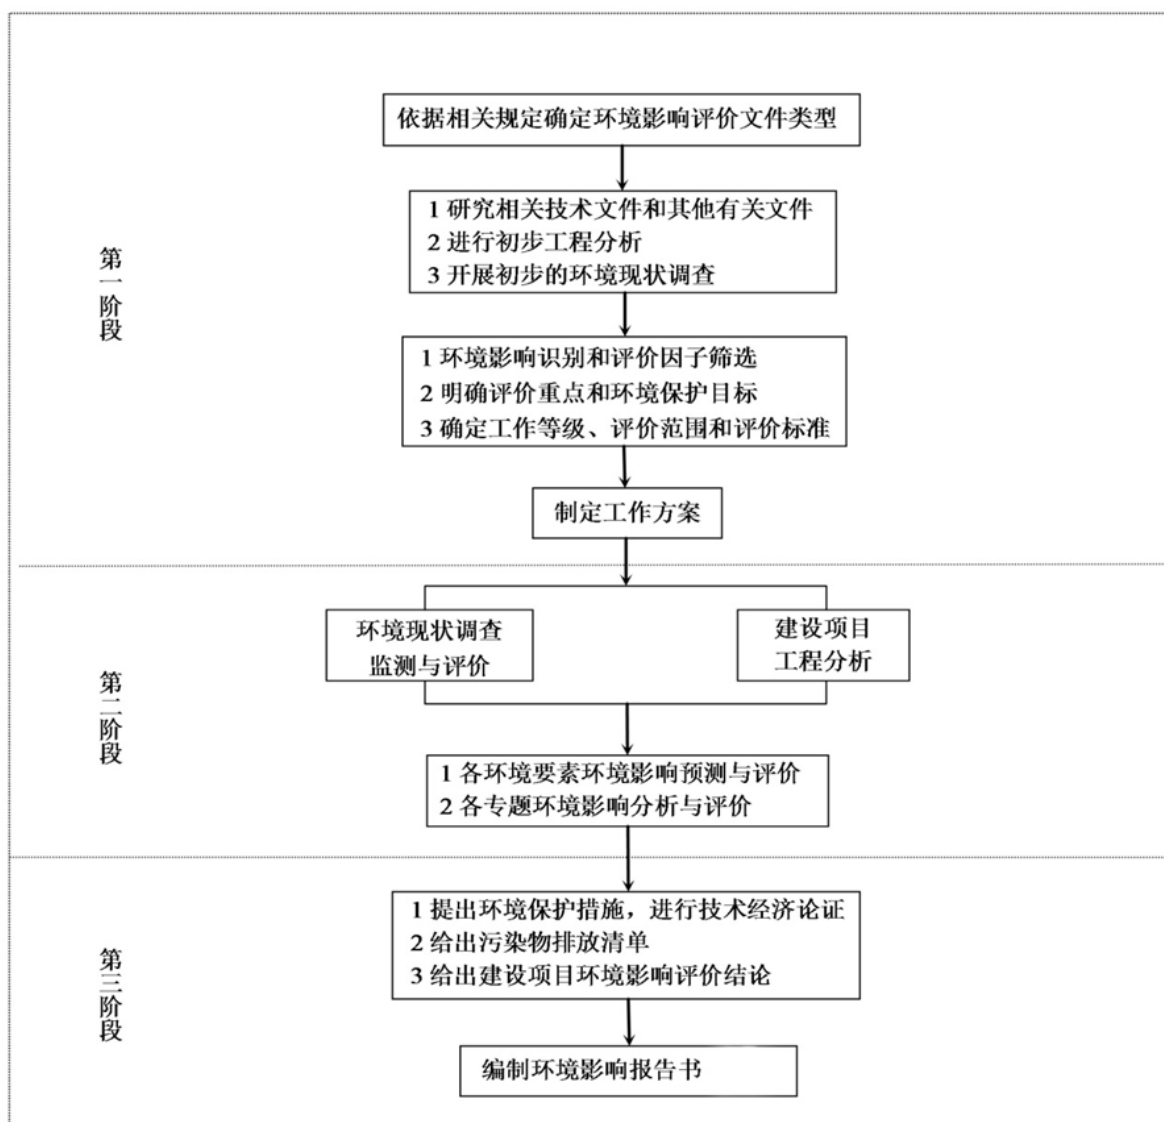 依据相关规定确定环境影响评价文件类型
1 研究相关技术文件和其他有关文件
2 进行初步工程分析
3 开展初步的环境现状调查
第一阶段
1 环境影响识别和评价因子筛选
2 明确评价重点和环境保护目标
3 确定工作等级、评价范围和评价标准
制定工作方案
环境现状调查
监测与评价
建设项目
工程分析
第二阶段
1 各环境要素环境影响预测与评价
2 各专题环境影响分析与评价
1 提出环境保护措施，进行技术经济论证
2 给出污染物排放清单
3 给出建设项目环境影响评价结论
第三阶段
编制环境影响报告书